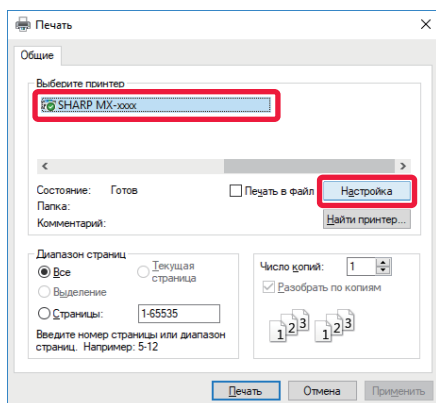 Печать
Общие
Выберите принтер
SHARP MX-xxxx
Состояние: Готов
Печать в файл
Настройка
Папка:
Комментарий:
Найти принтер...
Диапазон страниц
Все
Текущая
страница
Выделение
Страницы: 1-65535
Введите номер страницы или диапазон
страниц. Например: 5-12
Число копий: 1
Разобрать по копиям
1 2 3 1 2 3
Печать Отмена Применить